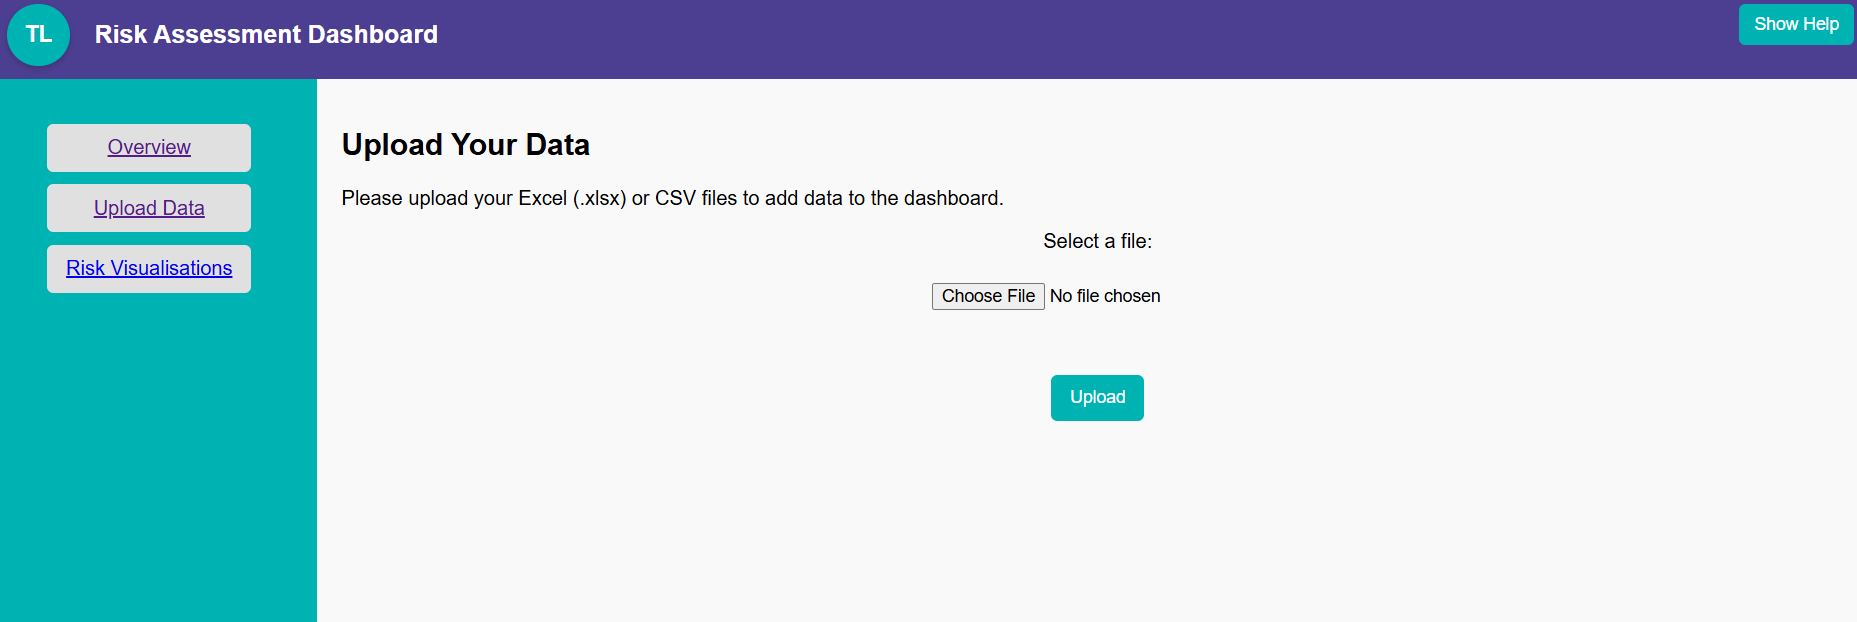 TL
Risk Assessment Dashboard
Show Help
Overview
Upload Data
Risk Visualisations
Upload Your Data
Please upload your Excel (.xlsx) or CSV files to add data to the dashboard.
Select a file:
Choose File No file chosen
Upload